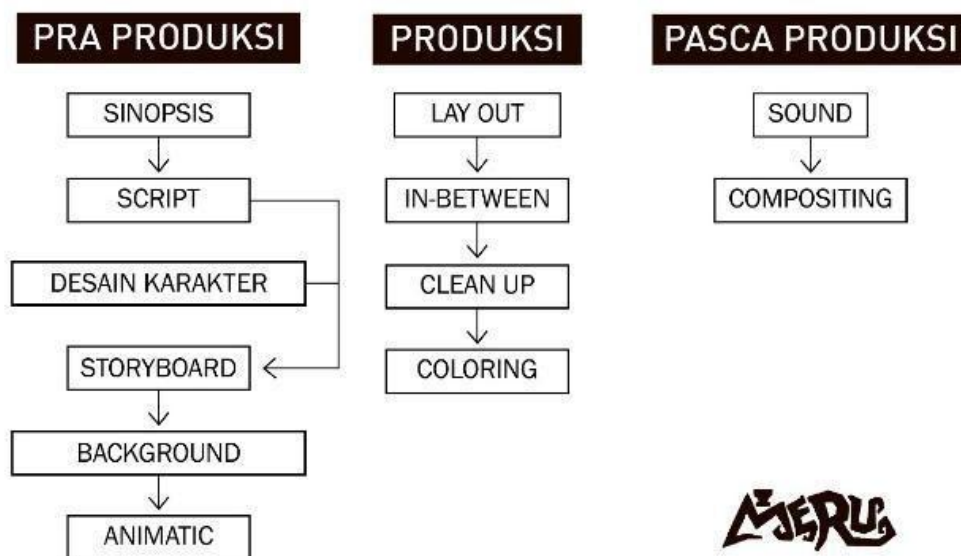 PRA PRODUKSI
SINOPSIS
SCRIPT
DESAIN KARAKTER
STORYBOARD
BACKGROUND
ANIMATIC
PRODUKSI
LAY OUT
IN-BETWEEN
CLEAN UP
COLORING
PASCA PRODUKSI
SOUND
COMPOSITING
MERU